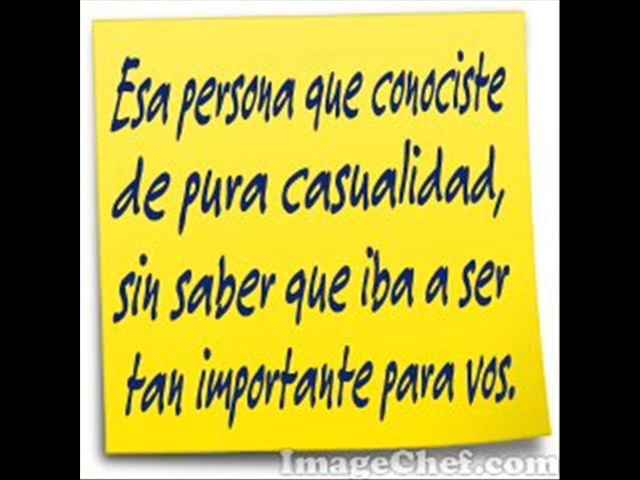 Esa persona que conociste
de pura casualidad,
sin saber que iba a ser
tan importante para vos.
ImageChef.com